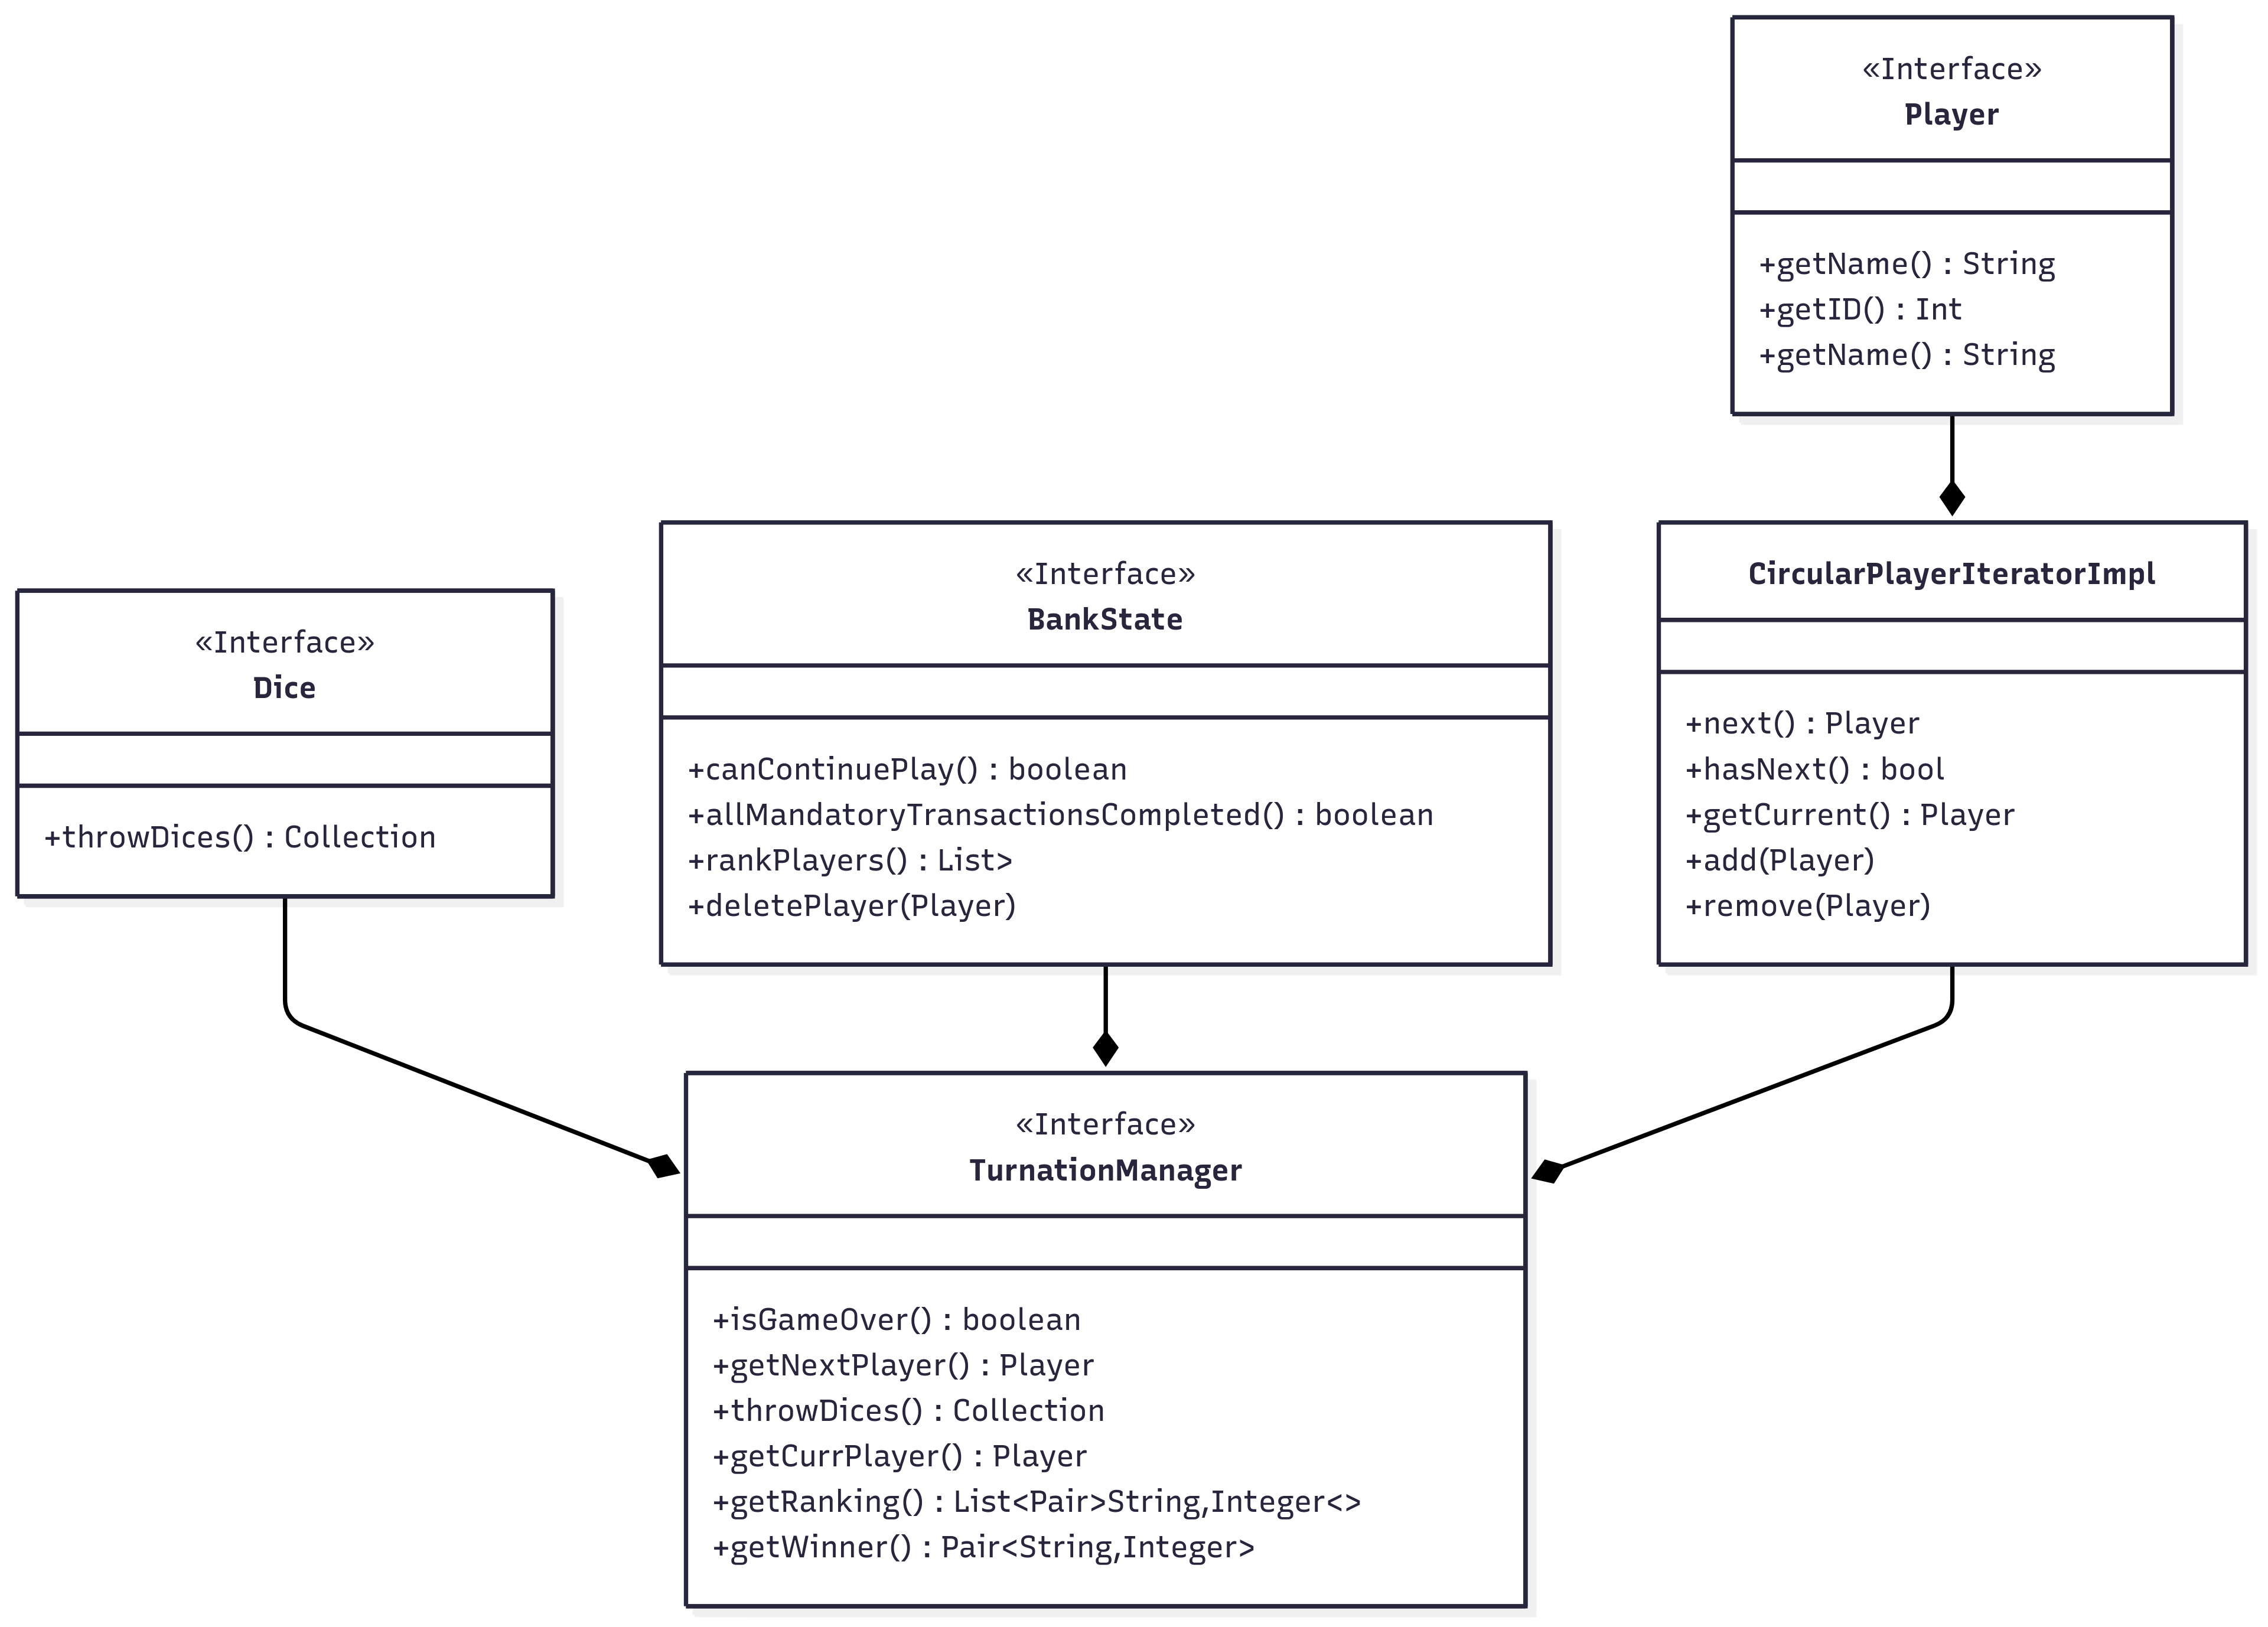 «Interface»
Player
+getName() : String
+getID() : Int
+getName() : String
«Interface»
Dice
+throwDices() : Collection
«Interface»
BankState
+canContinuePlay() : boolean
+allMandatoryTransactionsCompleted() : boolean
+rankPlayers() : List>
+deletePlayer(Player)
CircularPlayerIteratorImpl
+next() : Player
+hasNext() : bool
+getCurrent() : Player
+add(Player)
+remove(Player)
«Interface»
TurnationManager
+isGameOver() : boolean
+getNextPlayer() : Player
+throwDices() : Collection
+getCurrPlayer() : Player
+getRanking() : List<Pair>String,Integer<>
+getWinner() : Pair<String,Integer>